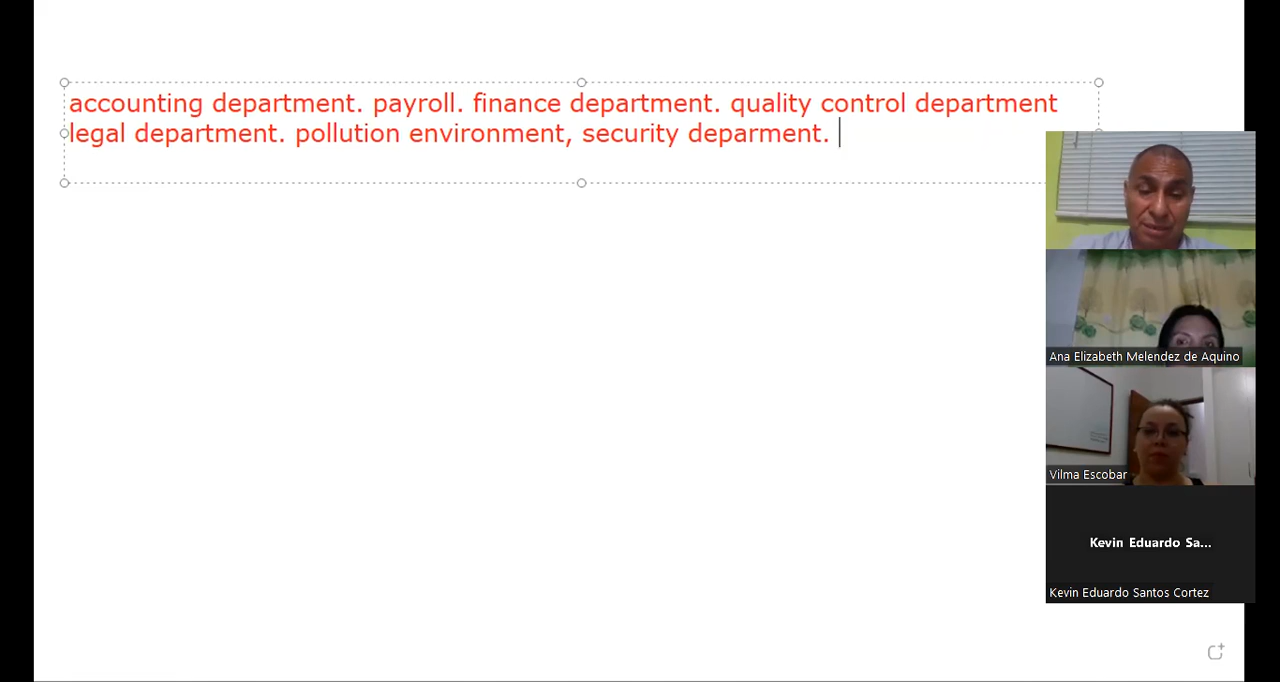 accounting department. payroll. finance department. quality control department
legal department. pollution environment, security deparment.
Ana Elizabeth Melendez de Aquino
Vilma Escobar
Kevin Eduardo Sa...
Kevin Eduardo Santos Cortez